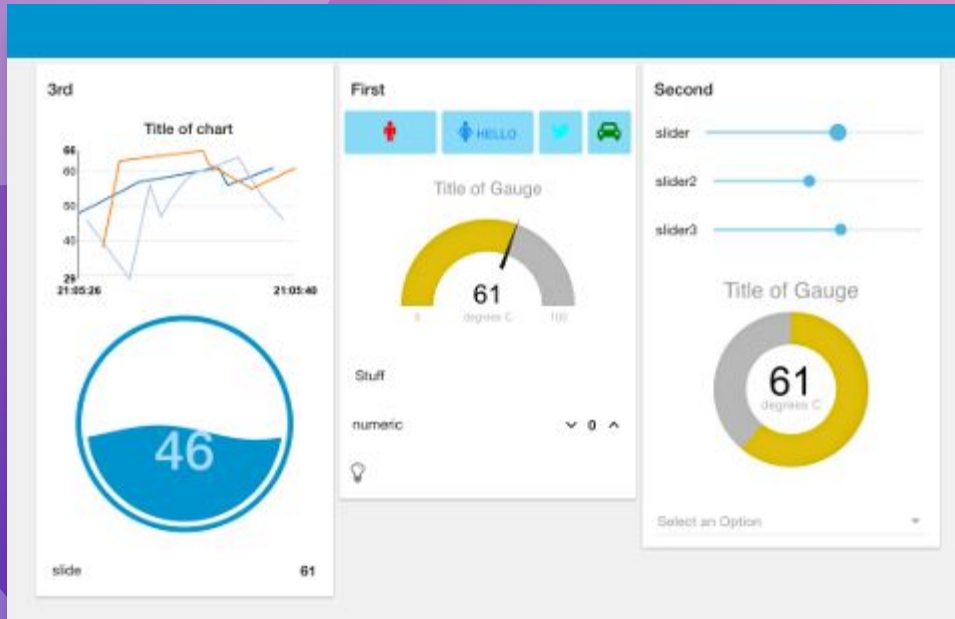 3rd
Title of chart
66
60
50
40
29
21:05:26 21:05:40
46
slide 61
First
HELLO
Title of Gauge
61
0 degrees C 100
Stuff
numeric 0
Second
slider
slider2
slider3
Title of Gauge
61
degrees C
Select an Option